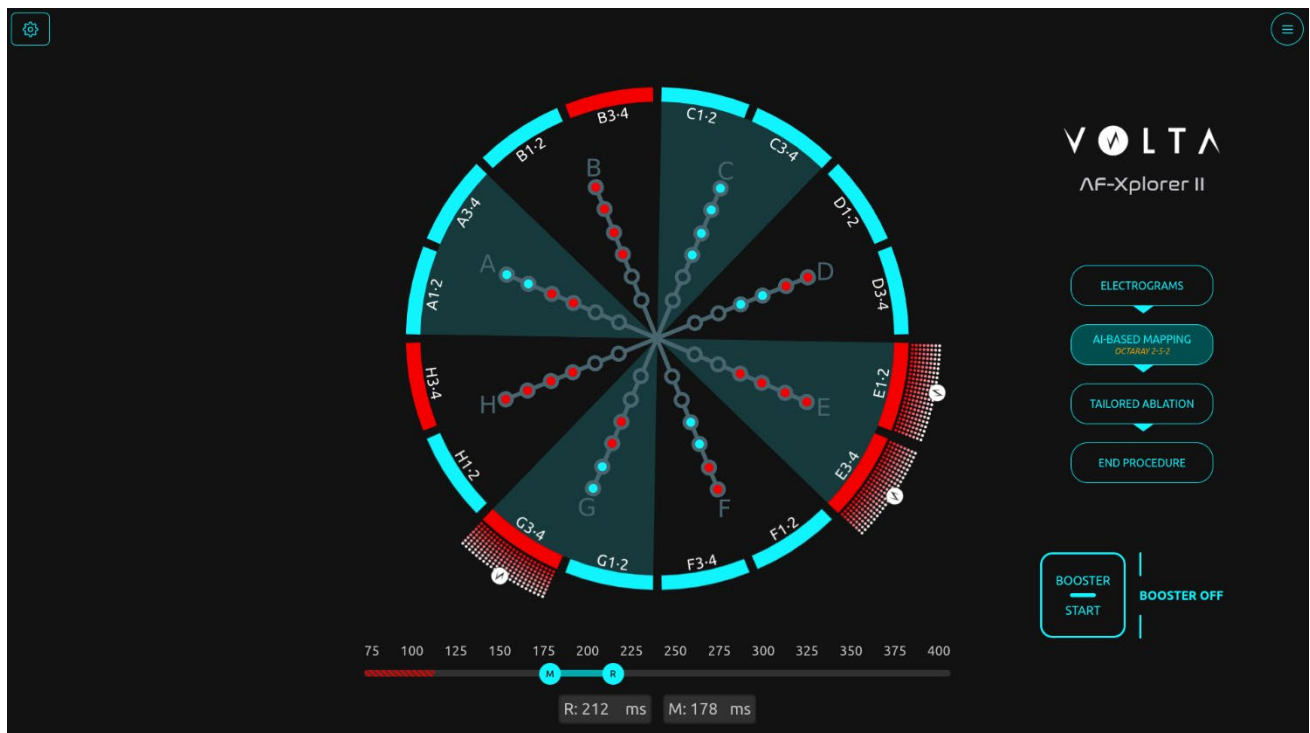 VOLTA
AF-Xplorer II
B3-4
C1-2
B1-2
C3-4
A3-4
D1-2
A1-2
D3-4
H3-4
E1-2
H1-2
E3-4
G3-4
F1-2
G1-2
F3-4
B
C
A
D
H
E
G
F
ELECTROGRAMS
AI-BASED MAPPING
OCTARAY 2-5-2
TAILORED ABLATION
END PROCEDURE
BOOSTER
START
BOOSTER OFF
75 100 125 150 175 200 225 250 275 300 325 350 375 400
M R
R: 212 ms M: 178 ms